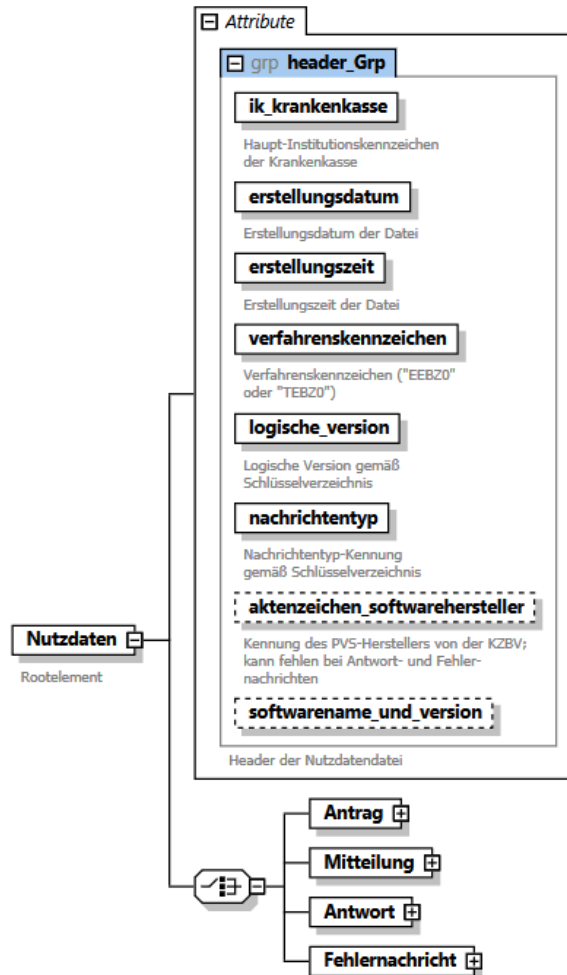 Attribute
grp header_Grp
ik_krankenkasse
Haupt-Institutionskennzeichen
der Krankenkasse
erstellungsdatum
Erstellungsdatum der Datei
erstellungszeit
Erstellungszeit der Datei
verfahrenskennzeichen
Verfahrenskennzeichen ("EEBZ0"
oder "TEBZ0")
logische_version
Logische Version gemäß
Schlüsselverzeichnis
nachrichtentyp
Nachrichtentyp-Kennung
gemäß Schlüsselverzeichnis
aktenzeichen_softwarehersteller
Kennung des PVS-Herstellers von der KZBV;
kann fehlen bei Antwort- und Fehler-
nachrichten
softwarename_und_version
Header der Nutzdatendatei
Nutzdaten
Rootelement
Antrag
Mitteilung
Antwort
Fehlernachricht